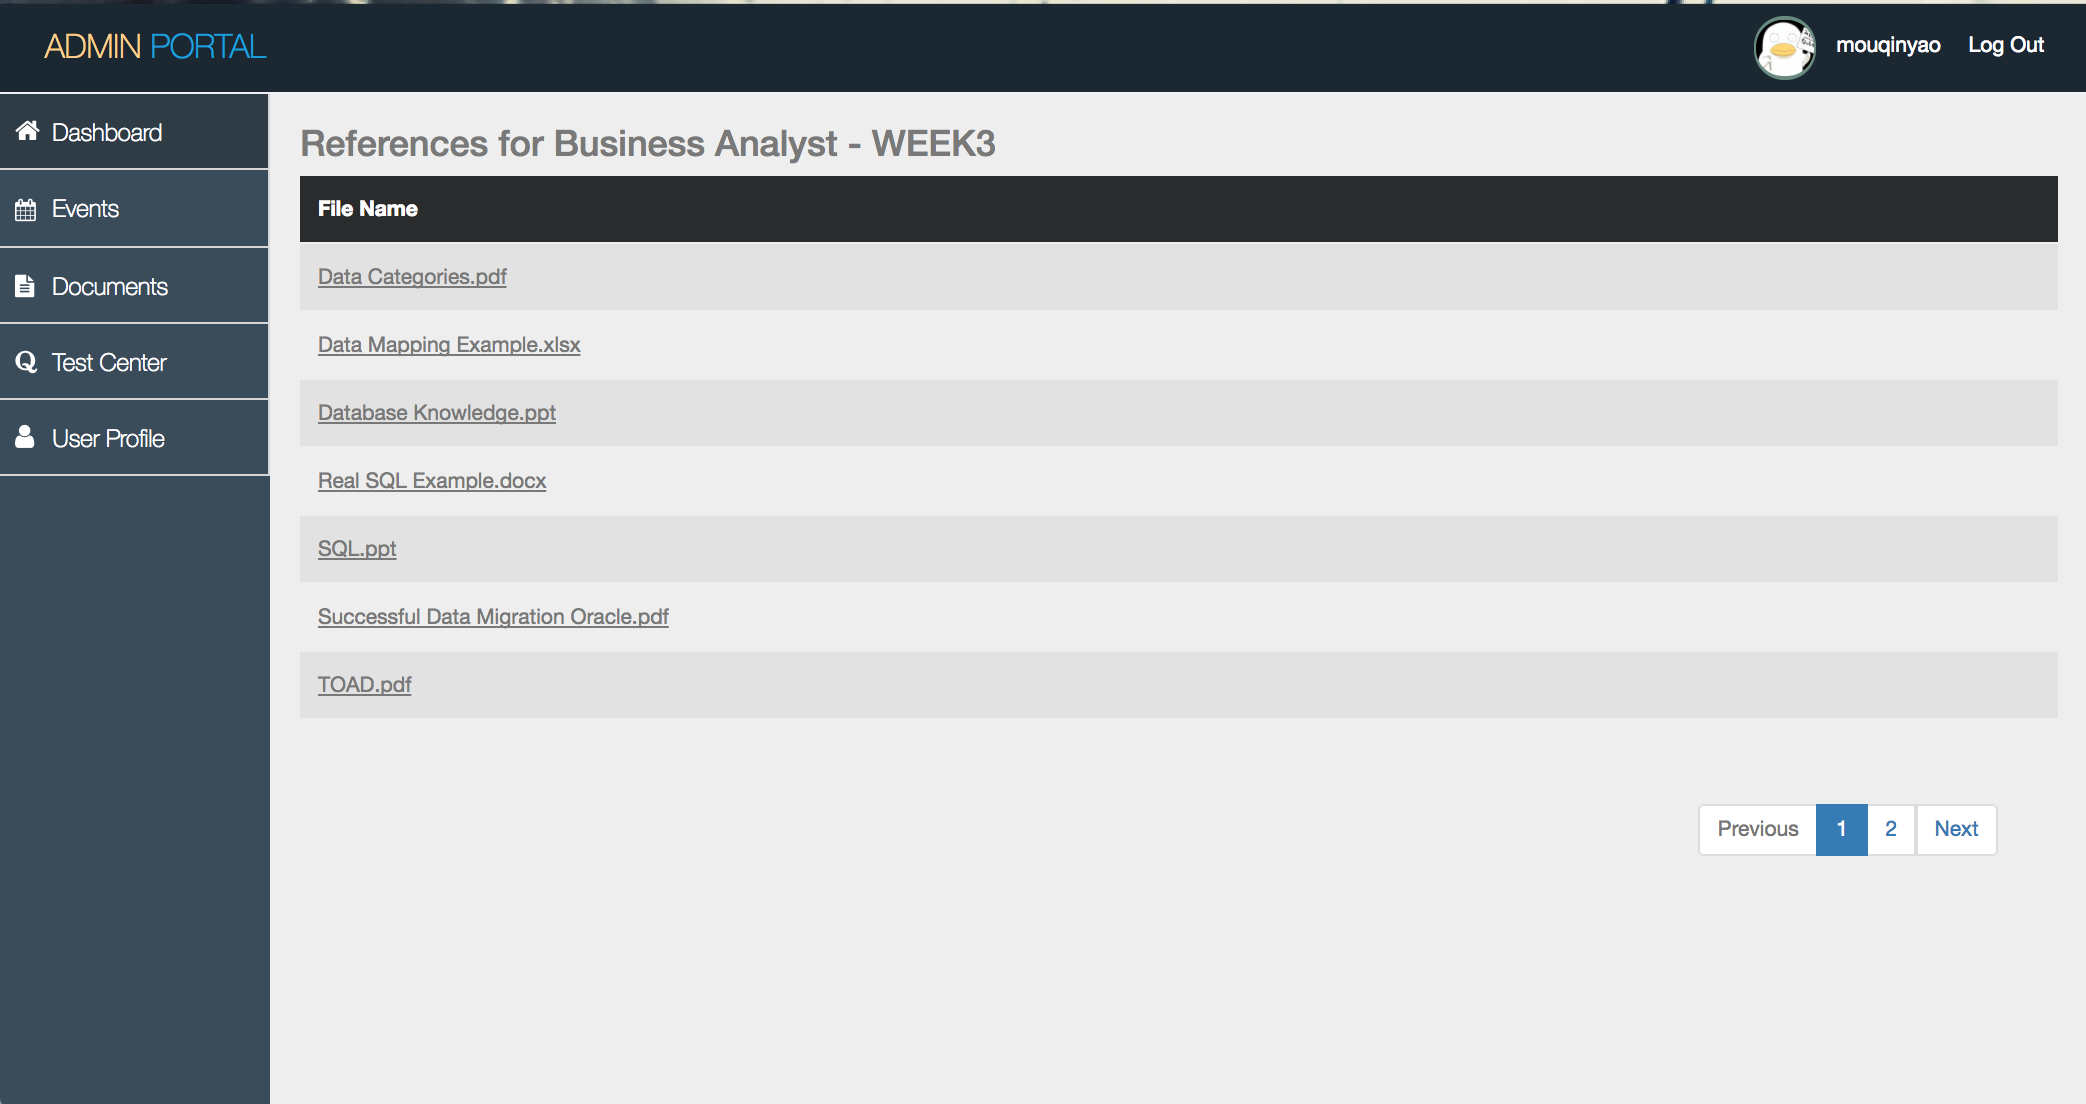 ADMIN PORTAL
mouqinyao Log Out
Dashboard
Events
Documents
Test Center
User Profile
References for Business Analyst - WEEK3
File Name
Data Categories.pdf
Data Mapping Example.xlsx
Database Knowledge.ppt
Real SQL Example.docx
SQL.ppt
Successful Data Migration Oracle.pdf
TOAD.pdf
Previous 1 2 Next